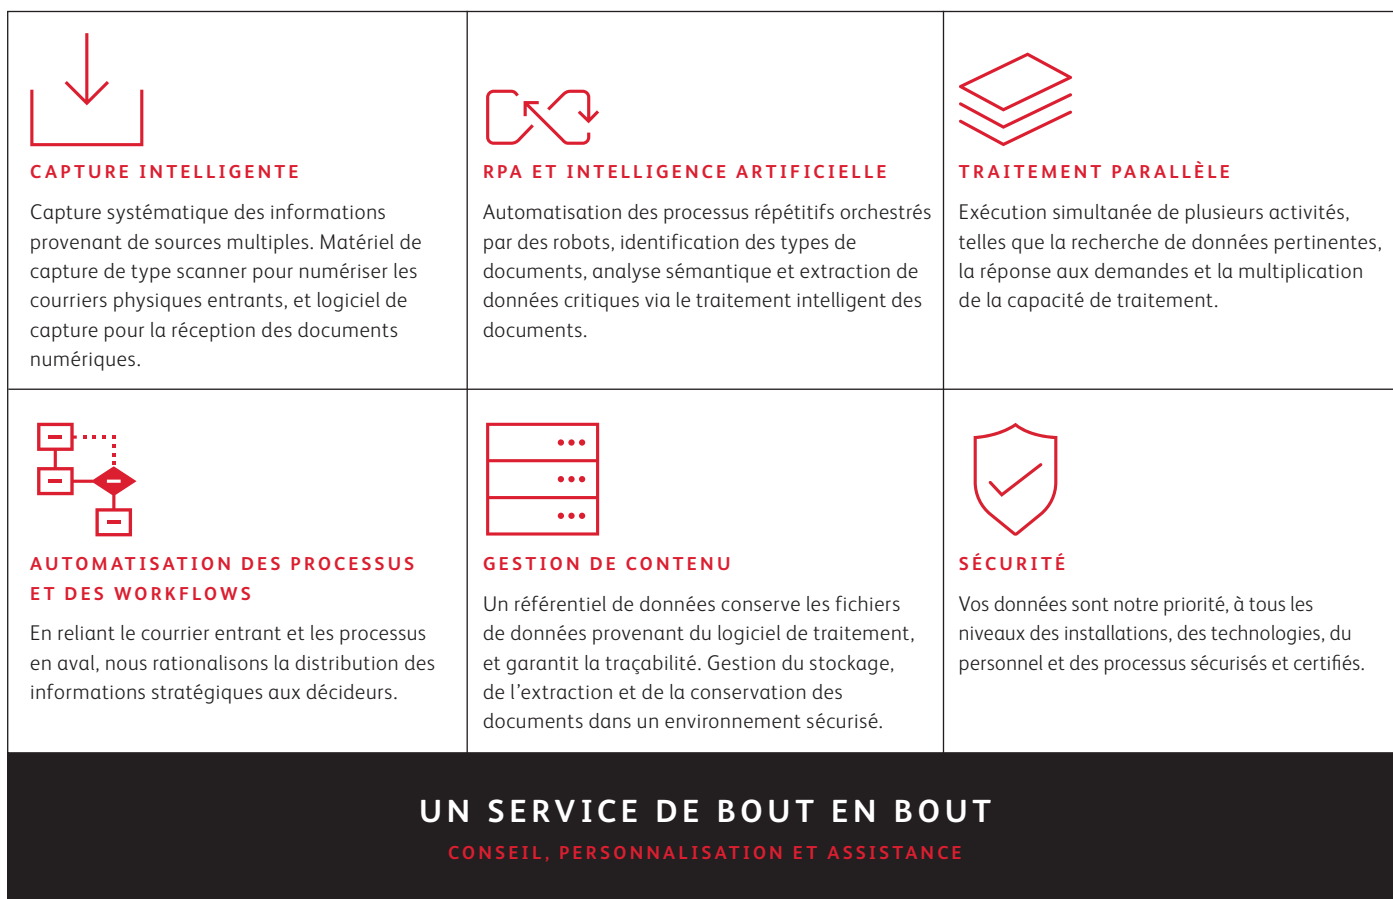 CAPTURE INTELLIGENTE
Capture systématique des informations
provenant de sources multiples. Matériel de
capture de type scanner pour numériser les
courriers physiques entrants, et logiciel de
capture pour la réception des documents
numériques.
RPA ET INTELLIGENCE ARTIFICIELLE
Automatisation des processus répétitifs orchestrés
par des robots, identification des types de
documents, analyse sémantique et extraction de
données critiques via le traitement intelligent des
documents.
TRAITEMENT PARALLÈLE
Exécution simultanée de plusieurs activités,
telles que la recherche de données pertinentes,
la réponse aux demandes et la multiplication
de la capacité de traitement.
AUTOMATISATION DES PROCESSUS
ET DES WORKFLOWS
En reliant le courrier entrant et les processus
en aval, nous rationalisons la distribution des
informations stratégiques aux décideurs.
GESTION DE CONTENU
Un référentiel de données conserve les fichiers
de données provenant du logiciel de traitement,
et garantit la traçabilité. Gestion du stockage,
de l’extraction et de la conservation des
documents dans un environnement sécurisé.
SÉCURITÉ
Vos données sont notre priorité, à tous les
niveaux des installations, des technologies, du
personnel et des processus sécurisés et certifiés.
UN SERVICE DE BOUT EN BOUT
CONSEIL, PERSONNALISATION ET ASSISTANCE